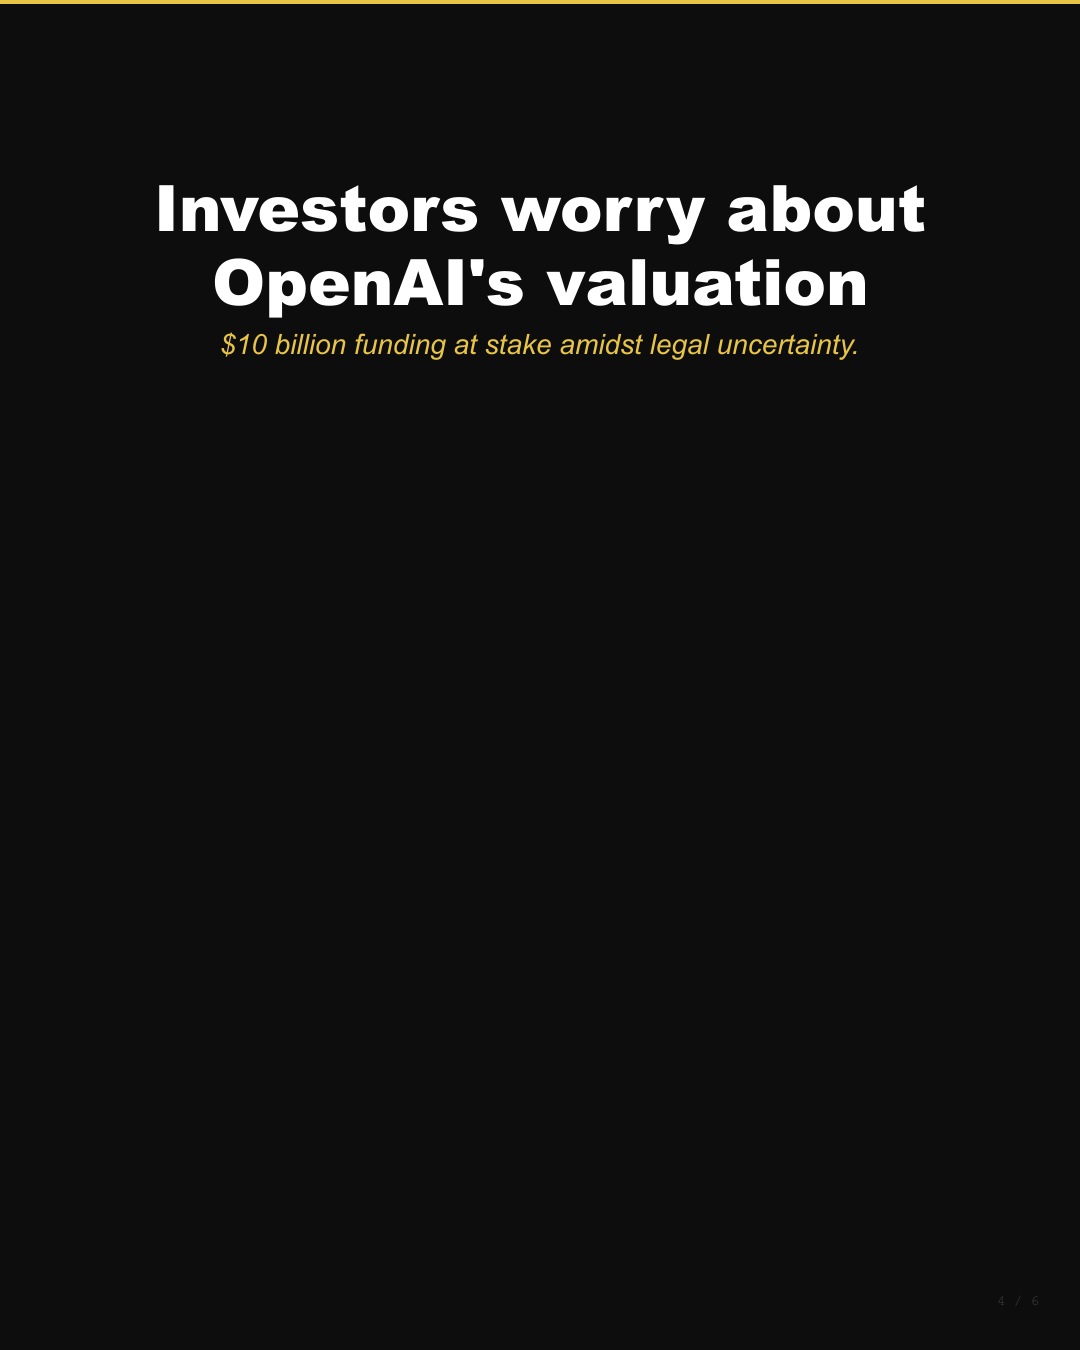 Investors worry about
OpenAI's valuation
$10 billion funding at stake amidst legal uncertainty.
4 / 6